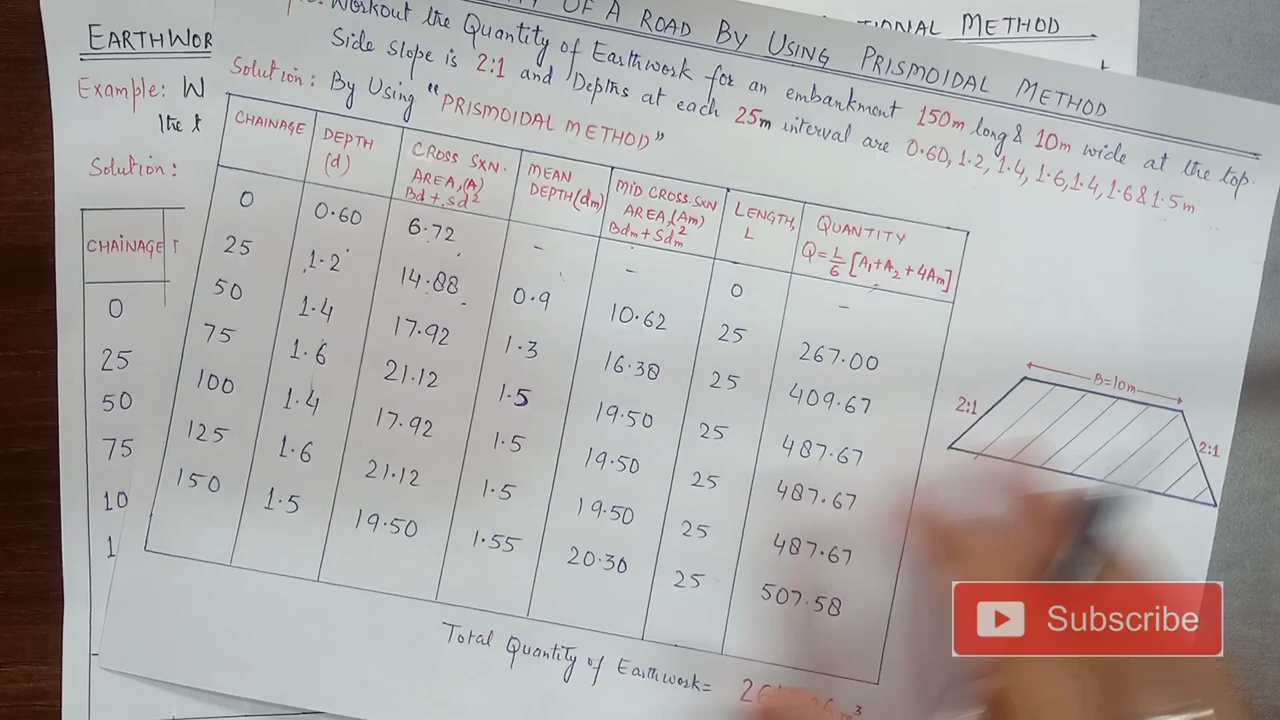 OF A ROAD BY USING PRISMOIDAL METHOD
Workout the Quantity of Earthwork for an embankment 150m long & 10m wide at the top.
Side slope is 2:1 and Depths at each 25m interval are 0.60, 1.2, 1.4, 1.6, 1.4, 1.6 & 1.5m
Solution: By Using "PRISMOIDAL METHOD"
CHAINAGE DEPTH (d) CROSS SXN. AREA, (A) Bd + Sd² MEAN DEPTH (dm) MID CROSS. SXN AREA, (Am) Bdm + Sdm² LENGTH, L QUANTITY Q = L/6 [A₁ + A₂ + 4Am]
0 0.60 6.72 - - 0 -
25 1.2 14.88 0.9 10.62 25 267.00
50 1.4 17.92 1.3 16.38 25 409.67
75 1.6 21.12 1.5 19.50 25 487.67
100 1.4 17.92 1.5 19.50 25 487.67
125 1.6 21.12 1.5 19.50 25 487.67
150 1.5 19.50 1.55 20.30 25 507.58
Total Quantity of Earthwork =
m³
B=10m
2:1
2:1
METHOD
Example: W
the
Solution:
CHAINAGE
0
25
50
75
10
1
Subscribe